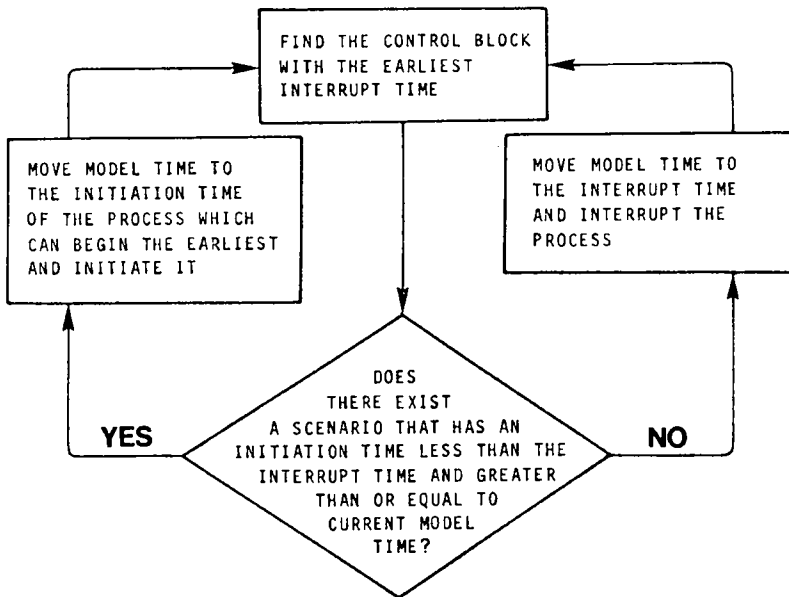 FIND THE CONTROL BLOCK
WITH THE EARLIEST
INTERRUPT TIME
MOVE MODEL TIME TO
THE INITIATION TIME
OF THE PROCESS WHICH
CAN BEGIN THE EARLIEST
AND INITIATE IT
MOVE MODEL TIME TO
THE INTERRUPT TIME
AND INTERRUPT THE
PROCESS
DOES
THERE EXIST
A SCENARIO THAT HAS AN
INITIATION TIME LESS THAN THE
INTERRUPT TIME AND GREATER
THAN OR EQUAL TO
CURRENT MODEL
TIME?
YES
NO